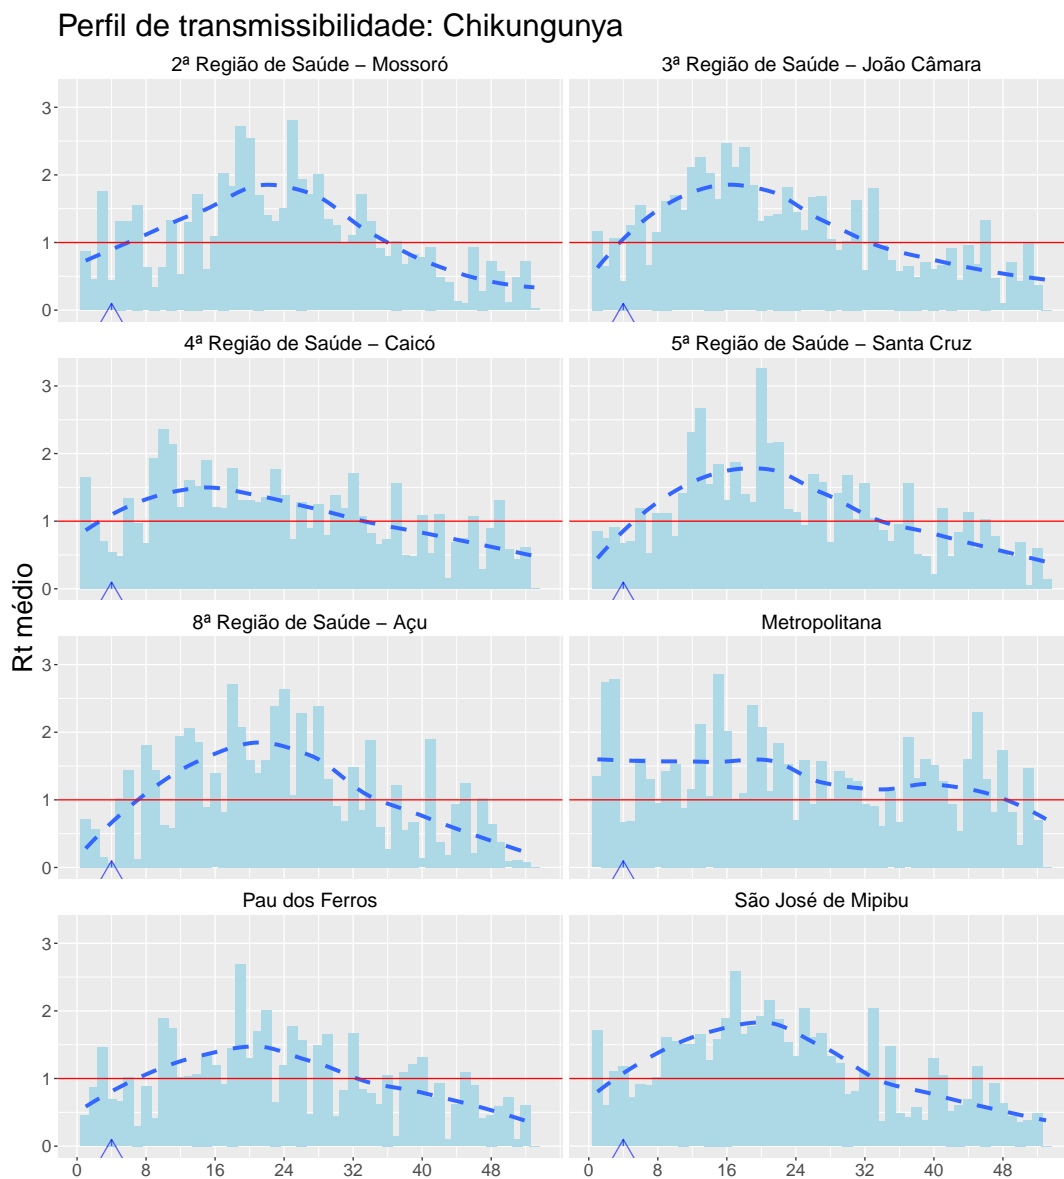 Perfil de transmissibilidade: Chikungunya
2ª Região de Saúde – Mossoró
3ª Região de Saúde – João Câmara
3
2
1
0
4ª Região de Saúde – Caicó
5ª Região de Saúde – Santa Cruz
3
2
1
0
Rt médio
8ª Região de Saúde – Açu
Metropolitana
3
2
1
0
Pau dos Ferros
São José de Mipibu
3
2
1
0
0 8 16 24 32 40 48
0 8 16 24 32 40 48